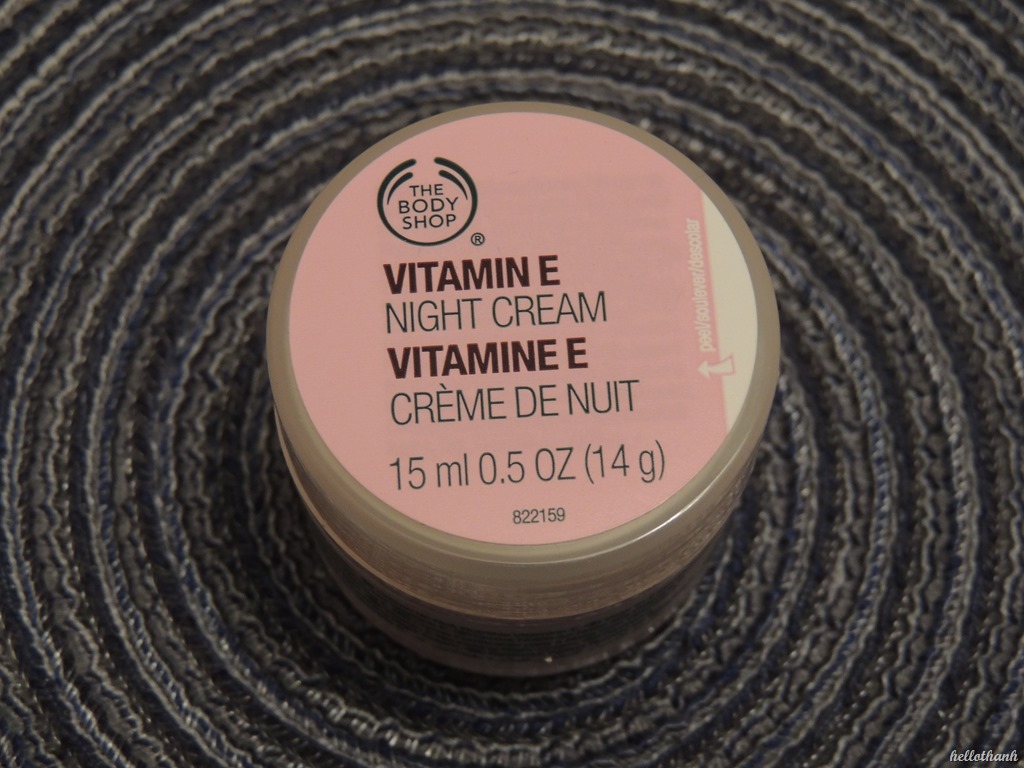 THE
BODY
SHOP
®
VITAMIN E
NIGHT CREAM
VITAMINE E
CRÈME DE NUIT
15 ml 0.5 OZ (14 g)
822159
peel/soulever/descolar
hellothanh